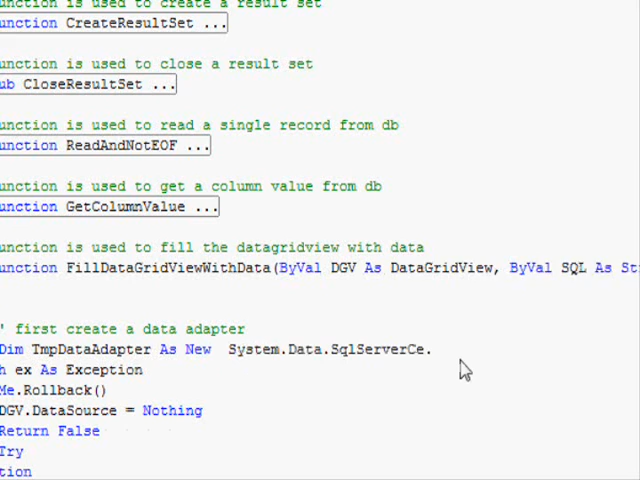 unction is used to create a result set
unction CreateResultSet ...
unction is used to close a result set
ub CloseResultSet ...
unction is used to read a single record from db
unction ReadAndNotEOF ...
unction is used to get a column value from db
unction GetColumnValue ...
unction is used to fill the datagridview with data
unction FillDataGridViewWithData(ByVal DGV As DataGridView, ByVal SQL As St
' first create a data adapter
Dim TmpDataAdapter As New System.Data.SqlServerCe.
h ex As Exception
Me.Rollback()
DGV.DataSource = Nothing
Return False
Try
tion